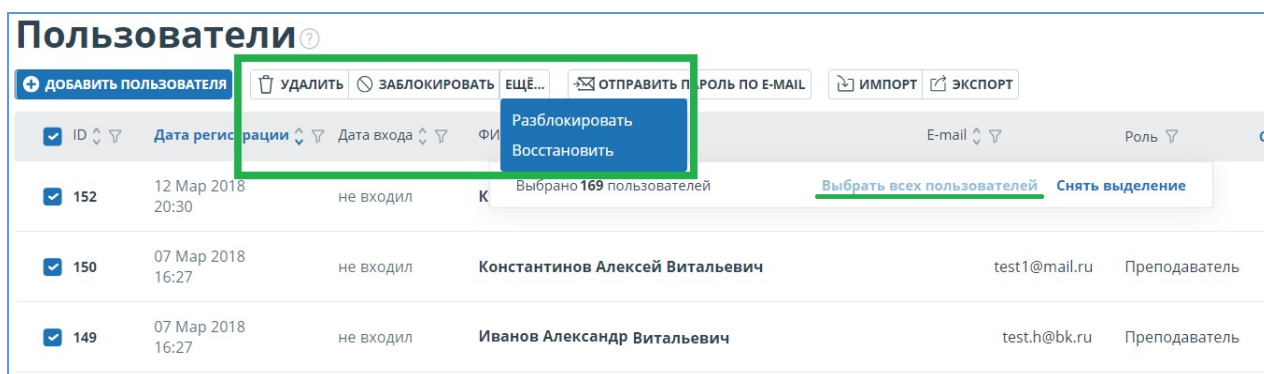 Пользователи ?
ДОБАВИТЬ ПОЛЬЗОВАТЕЛЯ УДАЛИТЬ ЗАБЛОКИРОВАТЬ ЕЩЁ... ОТПРАВИТЬ ПАРОЛЬ ПО E-MAIL ИМПОРТ ЭКСПОРТ
Разблокировать
Восстановить
ID Дата регистрации Дата входа E-mail Роль
Выбрано 169 пользователей Выбрать всех пользователей Снять выделение
152 12 Мар 2018 не входил
20:30
150 07 Мар 2018 не входил Константинов Алексей Витальевич test1@mail.ru Преподаватель
16:27
149 07 Мар 2018 не входил Иванов Александр Витальевич test.h@bk.ru Преподаватель
16:27